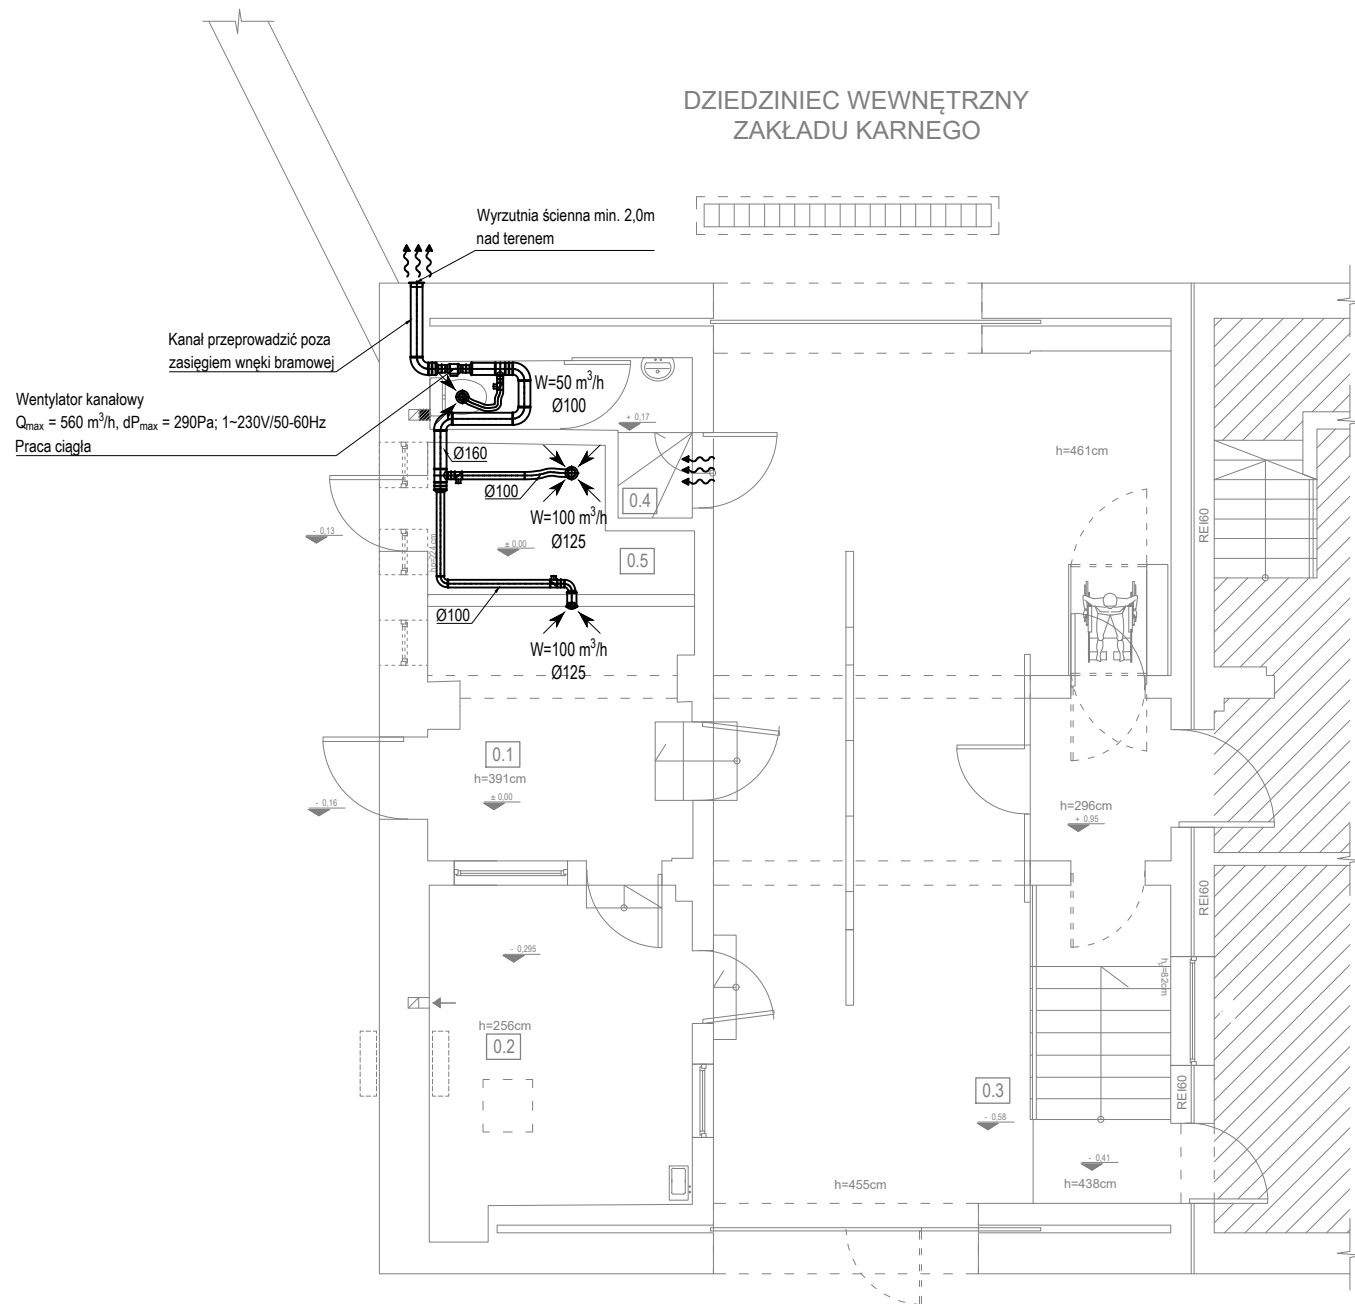 DZIEDZINIEC WEWNĘTRZNY
ZAKŁADU KARNEGO
Wyrzutnia ścienna min. 2,0m
nad terenem
Kanał przeprowadzić poza
zasięgiem wnęki bramowej
Wentylator kanałowy
Qmax = 560 m³/h, dPmax = 290Pa; 1~230V/50-60Hz
Praca ciągła
W=50 m³/h
Ø100
+ 0,17
Ø160
h=461cm
Ø100
0.4
W=100 m³/h
Ø125
REI60
- 0,13
± 0,00
0.5
Ø100
W=100 m³/h
Ø125
0.1
h=391cm
± 0,00
- 0,16
h=296cm
+ 0,95
REI60
- 0,295
h=82cm
h=256cm
0.2
0.3
REI60
- 0,58
- 0,41
h=455cm
h=438cm